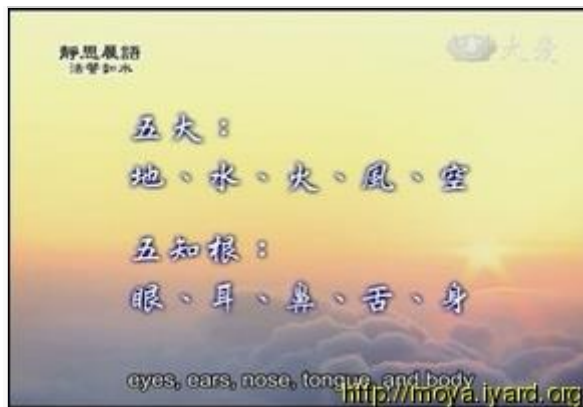 靜思晨語
法譬如水
大愛
五大：
地、水、火、風、空
五知根：
眼、耳、鼻、舌、身
eyes, ears, nose, tongue, and body
http://moya.iyard.org